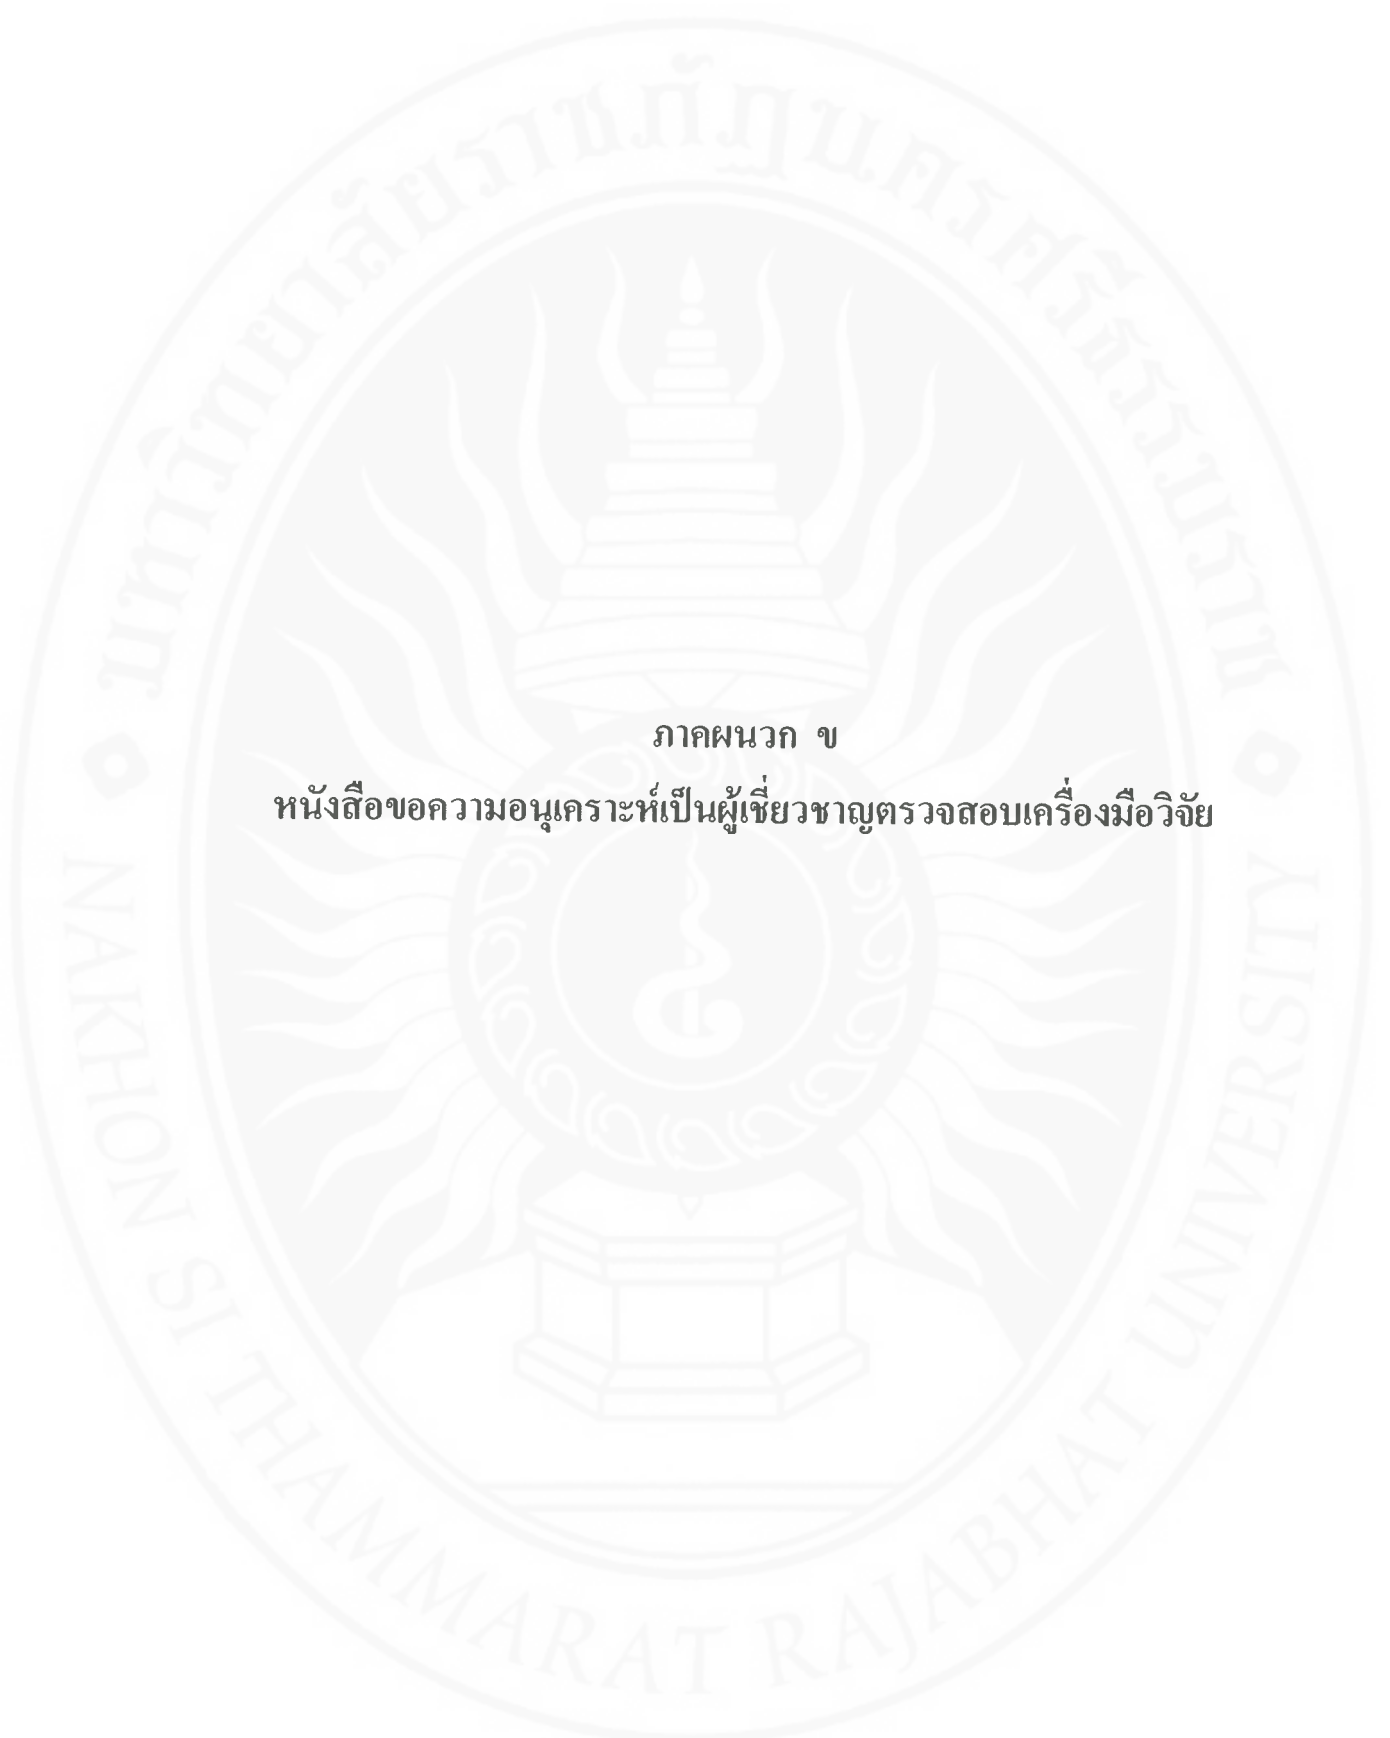 มหาวิทยาลัยราชภัฏนครศรีธรรมราช
ภาคผนวก ข
หนังสือขอความอนุเคราะห์เป็นผู้เชี่ยวชาญตรวจสอบเครื่องมือวิจัย
NAKHON SI THAMMARAT RAJABHAT UNIVERSITY